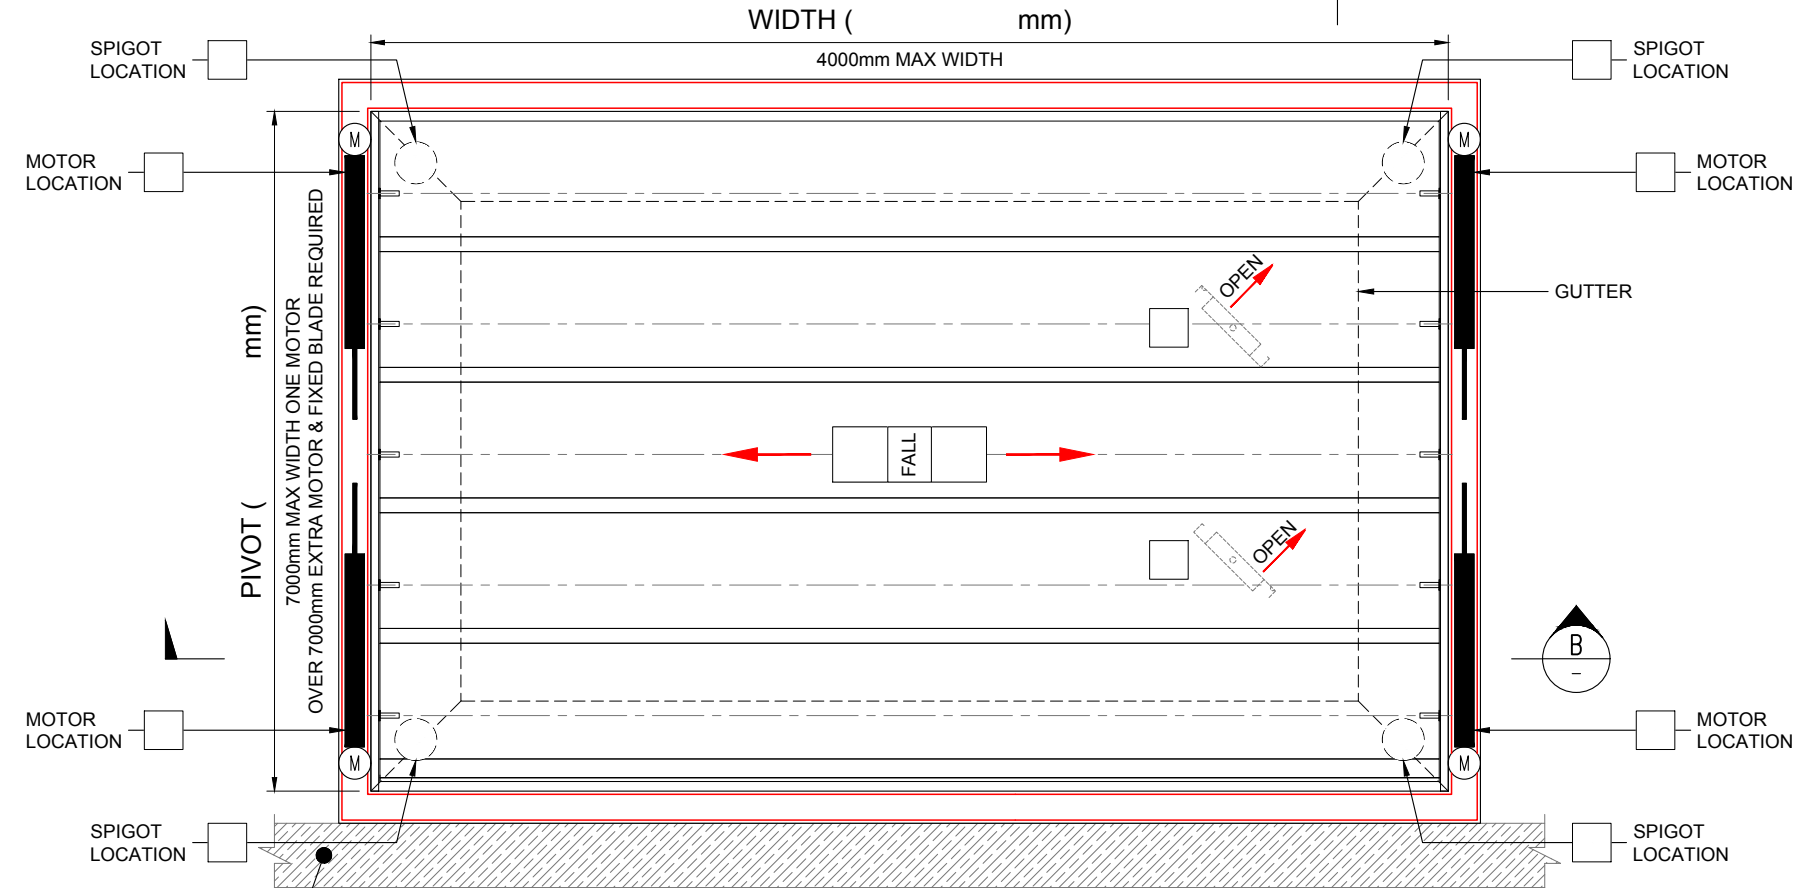 WIDTH (                    mm)
4000mm MAX WIDTH
SPIGOT
LOCATION
SPIGOT
LOCATION
M
M
MOTOR
LOCATION
MOTOR
LOCATION
PIVOT (                    mm)
7000mm MAX WIDTH ONE MOTOR
OVER 7000mm EXTRA MOTOR & FIXED BLADE REQUIRED
OPEN
GUTTER
FALL
OPEN
B
-
MOTOR
LOCATION
MOTOR
LOCATION
M
M
SPIGOT
LOCATION
SPIGOT
LOCATION